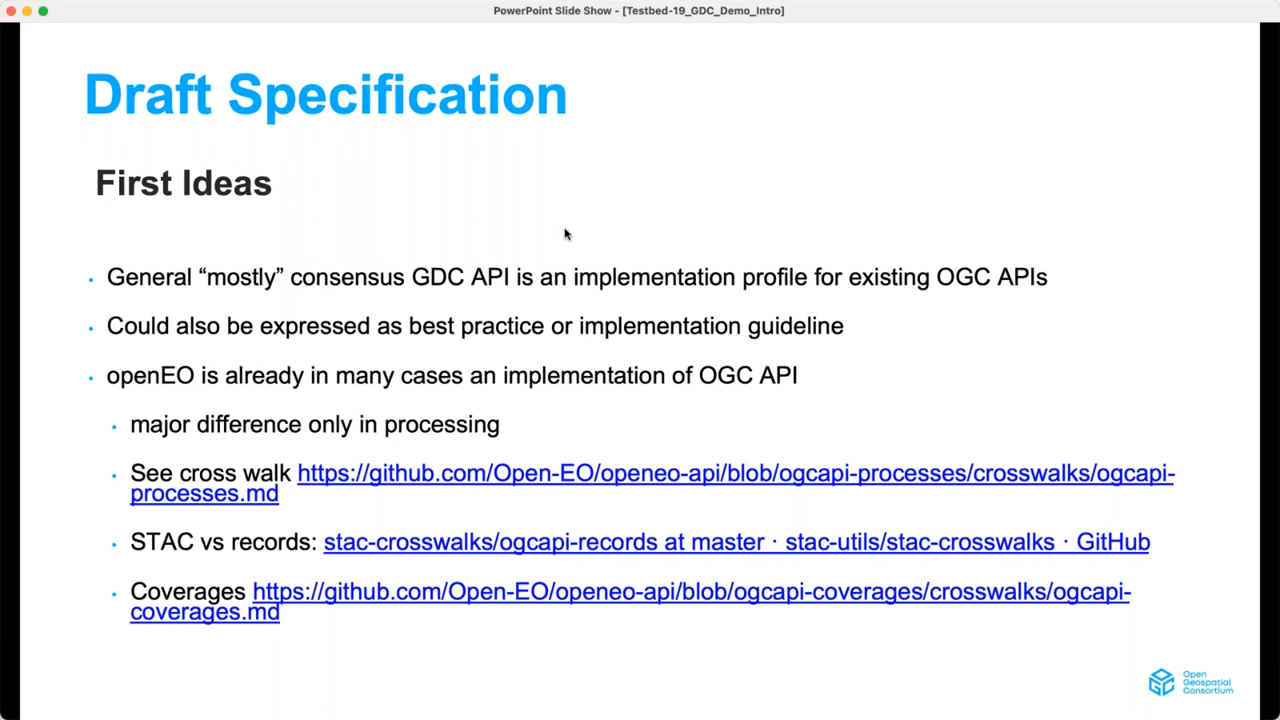 PowerPoint Slide Show - [Testbed-19_GDC_Demo_Intro]
Draft Specification
First Ideas
• General “mostly” consensus GDC API is an implementation profile for existing OGC APIs
• Could also be expressed as best practice or implementation guideline
• openEO is already in many cases an implementation of OGC API
• major difference only in processing
• See cross walk https://github.com/Open-EO/openeo-api/blob/ogcapi-processes/crosswalks/ogcapi-
processes.md
• STAC vs records: stac-crosswalks/ogcapi-records at master · stac-utils/stac-crosswalks · GitHub
• Coverages https://github.com/Open-EO/openeo-api/blob/ogcapi-coverages/crosswalks/ogcapi-
coverages.md
Open
Geospatial
Consortium